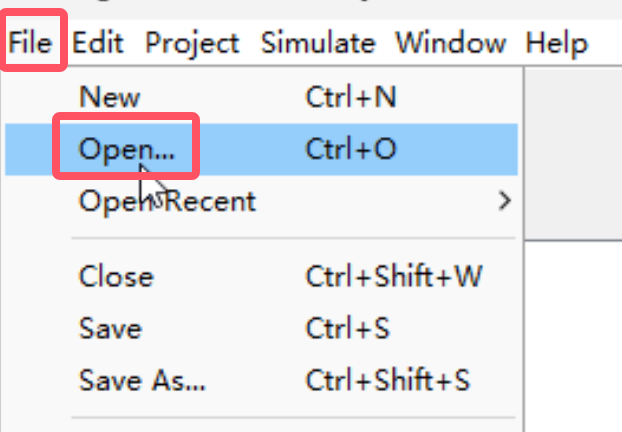 File Edit Project Simulate Window Help
New Ctrl+N
Open... Ctrl+O
Open Recent
Close Ctrl+Shift+W
Save Ctrl+S
Save As... Ctrl+Shift+S